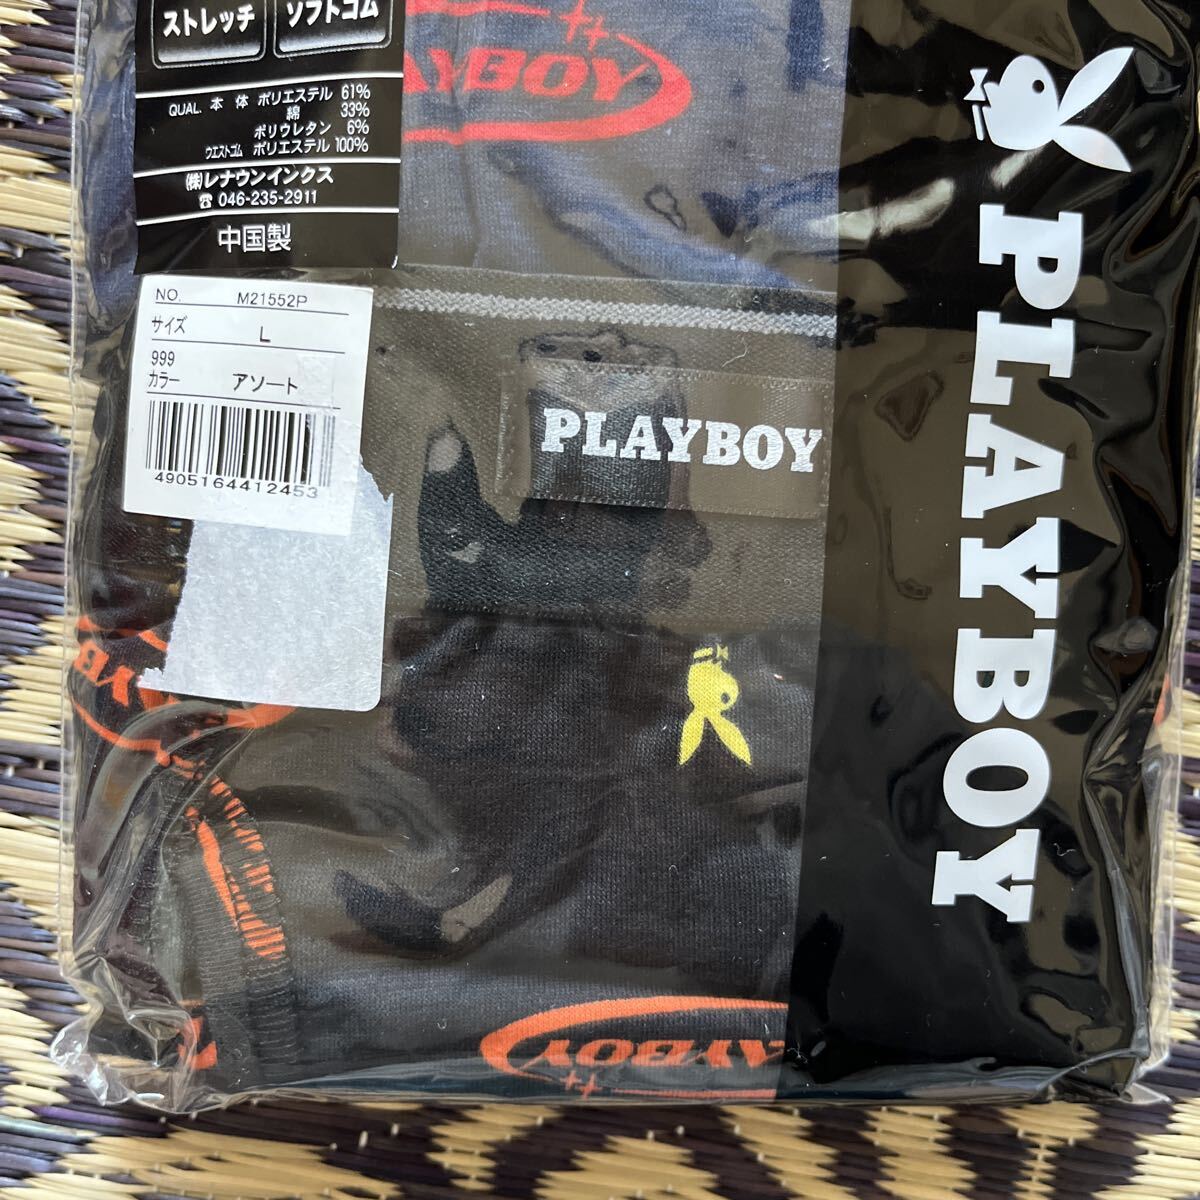 ストレッチ
ソフトゴム
QUAL. 本体 ポリエステル 61%
綿 33%
ポリウレタン 6%
ウエストゴム ポリエステル 100%
(株)レナウンインクス
☎ 046-235-2911
中国製
NO. M21552P
サイズ L
999
カラー アソート
4905164412453
PLAYBOY
PLAYBOY
AYBOY
AYBOY